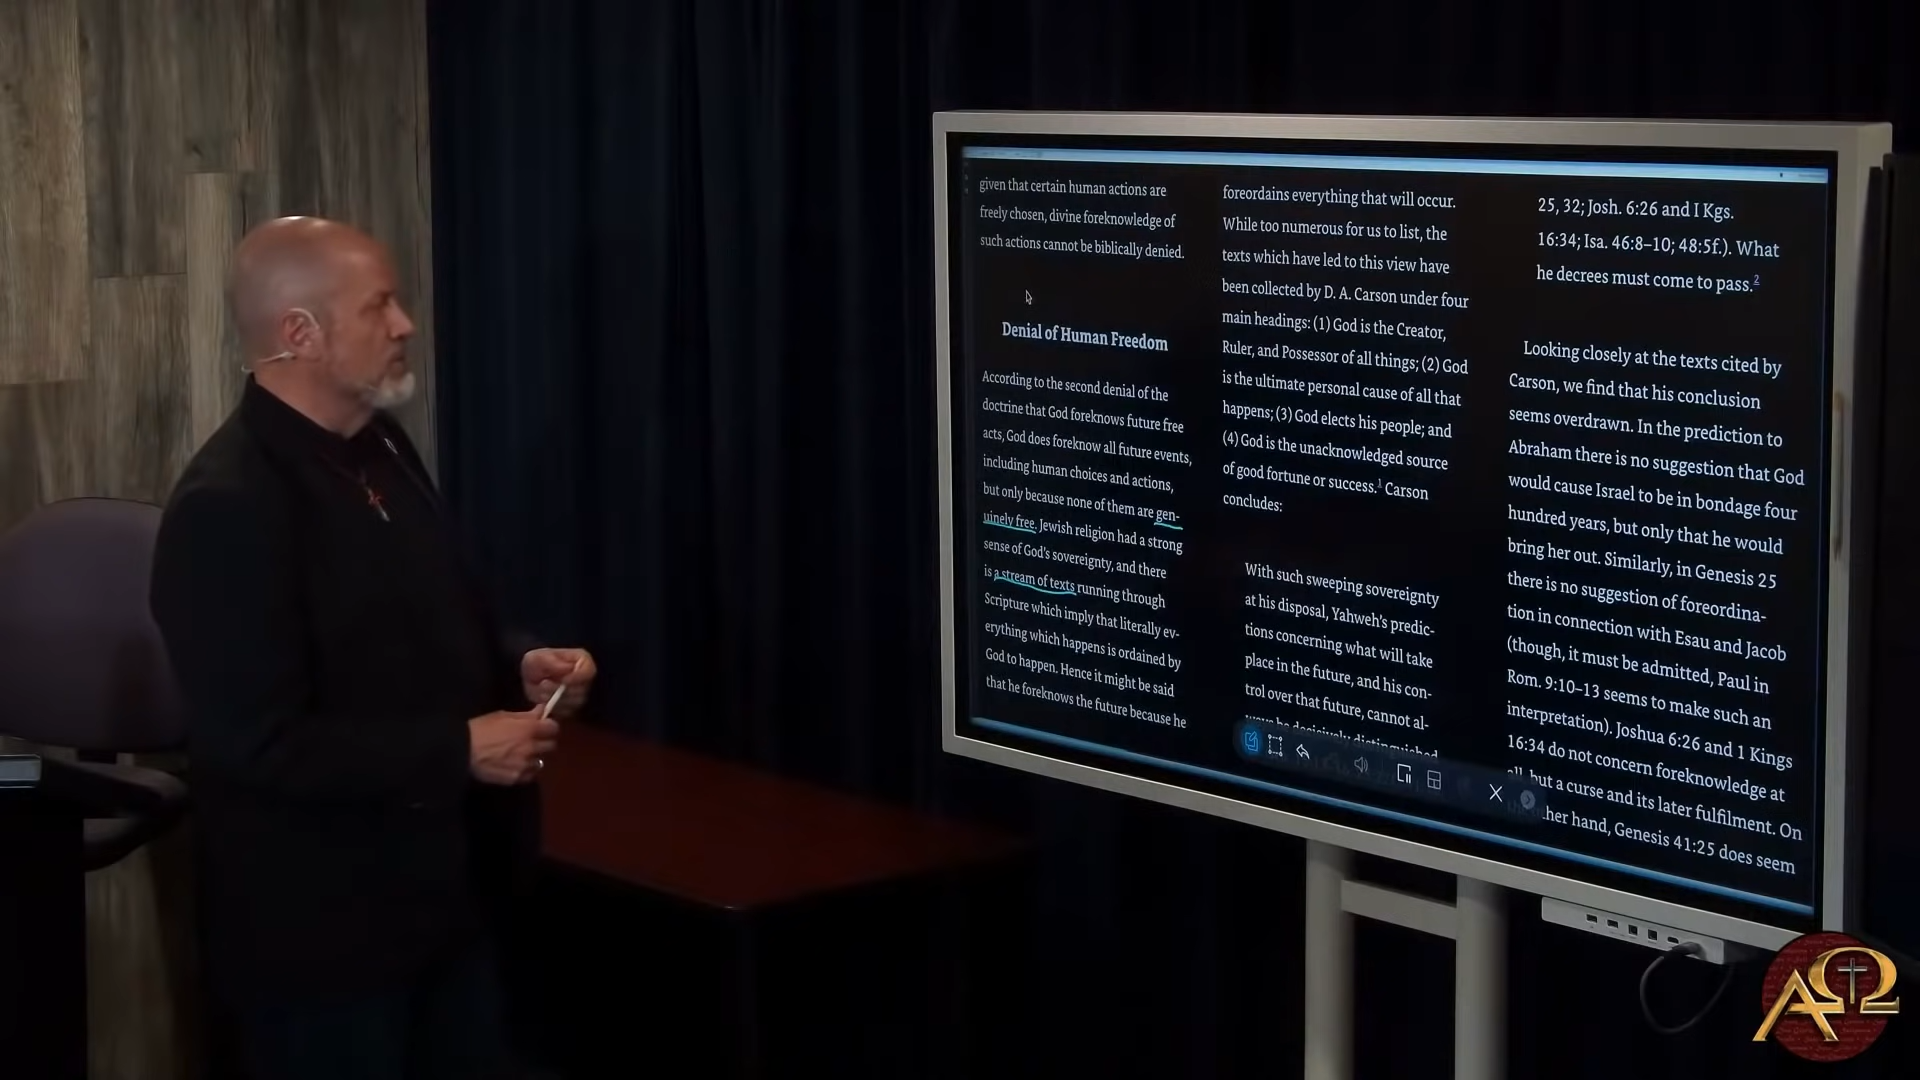 given that certain human actions are
freely chosen, divine foreknowledge of
such actions cannot be biblically denied.
Denial of Human Freedom
According to the second denial of the
doctrine that God foreknows future free
acts, God does foreknow all future events,
including human choices and actions,
but only because none of them are gen-
uinely free. Jewish religion had a strong
sense of God's sovereignty, and there
is a stream of texts running through
Scripture which imply that literally ev-
erything which happens is ordained by
God to happen. Hence it might be said
that he foreknows the future because he
foreordains everything that will occur.
While too numerous for us to list, the
texts which have led to this view have
been collected by D. A. Carson under four
main headings: (1) God is the Creator,
Ruler, and Possessor of all things; (2) God
is the ultimate personal cause of all that
happens; (3) God elects his people; and
(4) God is the unacknowledged source
of good fortune or success.1 Carson
concludes:
With such sweeping sovereignty
at his disposal, Yahweh's predic-
tions concerning what will take
place in the future, and his con-
trol over that future, cannot al-
ways be decisively distinguished
25, 32; Josh. 6:26 and I Kgs.
16:34; Isa. 46:8–10; 48:5f.). What
he decrees must come to pass.2
Looking closely at the texts cited by
Carson, we find that his conclusion
seems overdrawn. In the prediction to
Abraham there is no suggestion that God
would cause Israel to be in bondage four
hundred years, but only that he would
bring her out. Similarly, in Genesis 25
there is no suggestion of foreordina-
tion in connection with Esau and Jacob
(though, it must be admitted, Paul in
Rom. 9:10–13 seems to make such an
interpretation). Joshua 6:26 and 1 Kings
16:34 do not concern foreknowledge at
all, but a curse and its later fulfilment. On
the other hand, Genesis 41:25 does seem
ΑΩ